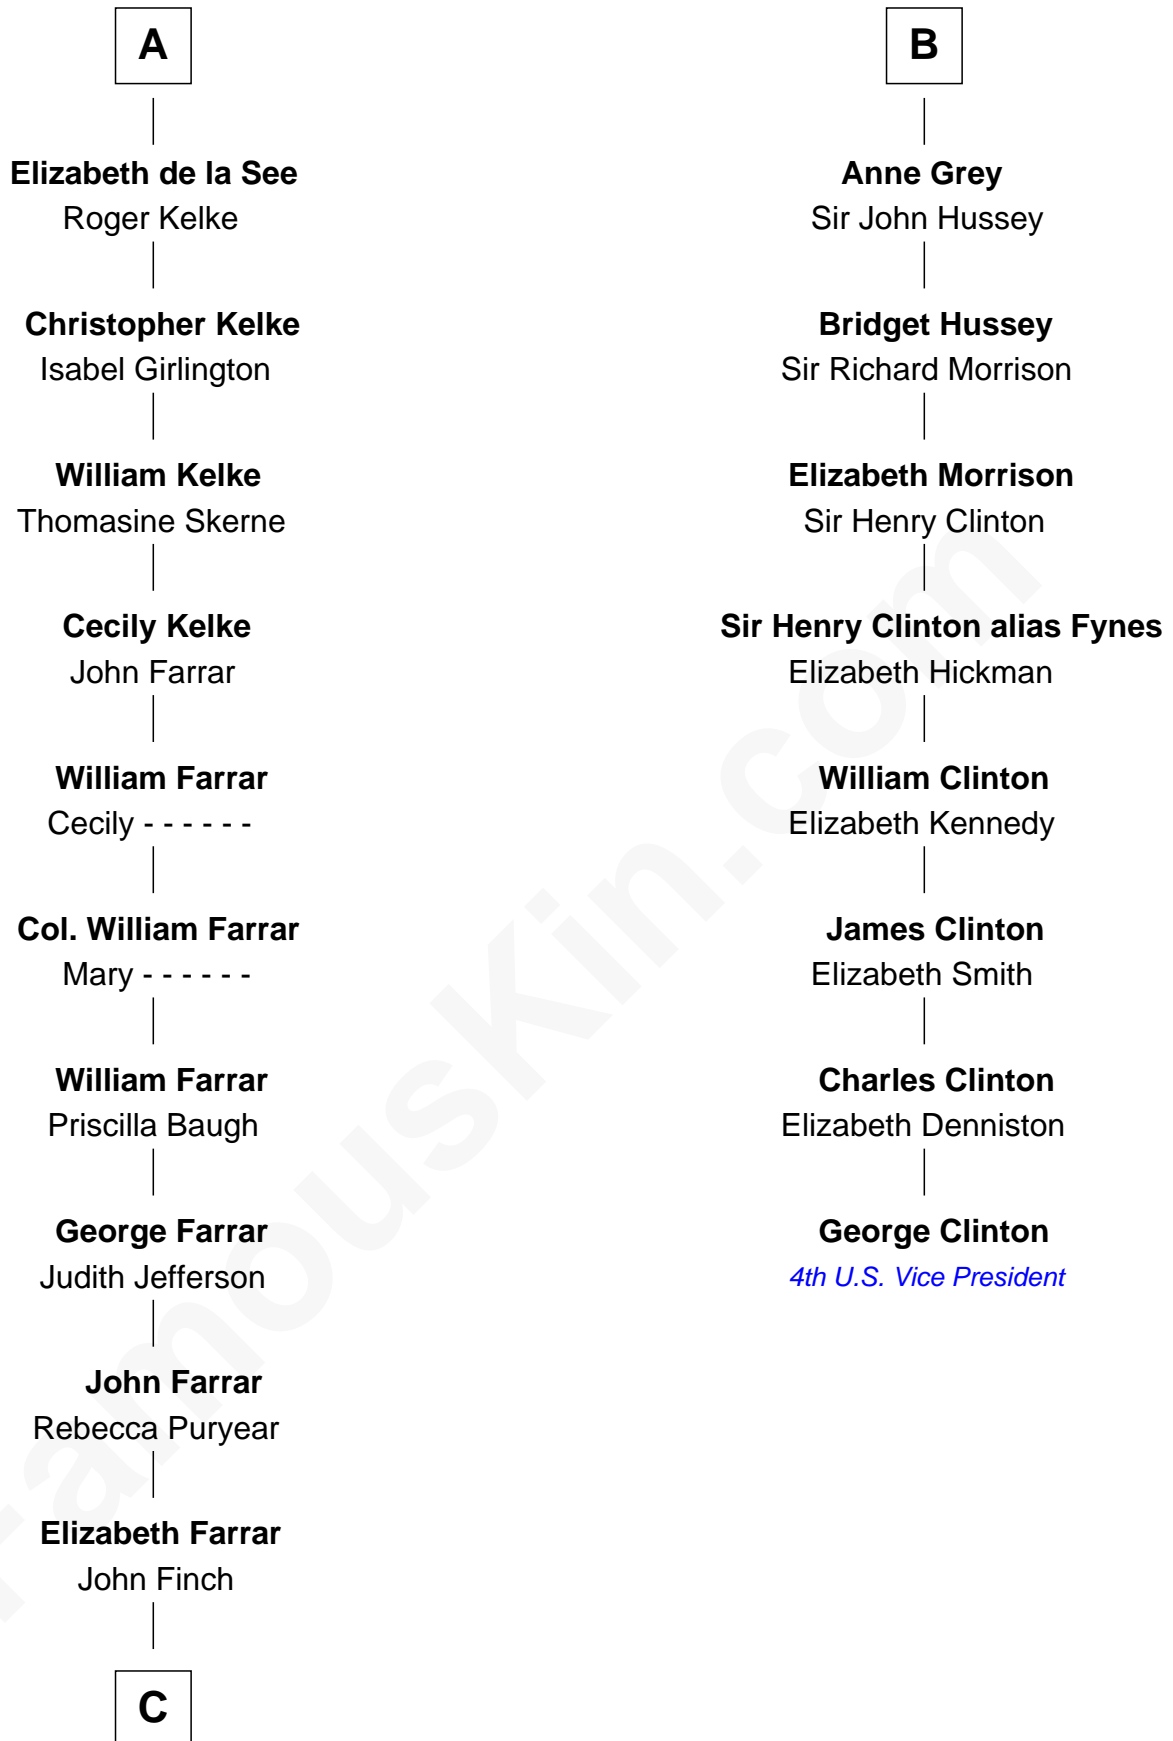 A
Elizabeth de la See
Roger Kelke
Christopher Kelke
Isabel Girlington
William Kelke
Thomasine Skerne
Cecily Kelke
John Farrar
William Farrar
Cecily - - - - - -
Col. William Farrar
Mary - - - - - -
William Farrar
Priscilla Baugh
George Farrar
Judith Jefferson
John Farrar
Rebecca Puryear
Elizabeth Farrar
John Finch
C
B
Anne Grey
Sir John Hussey
Bridget Hussey
Sir Richard Morrison
Elizabeth Morrison
Sir Henry Clinton
Sir Henry Clinton alias Fynes
Elizabeth Hickman
William Clinton
Elizabeth Kennedy
James Clinton
Elizabeth Smith
Charles Clinton
Elizabeth Denniston
George Clinton
4th U.S. Vice President
FamousKin.com